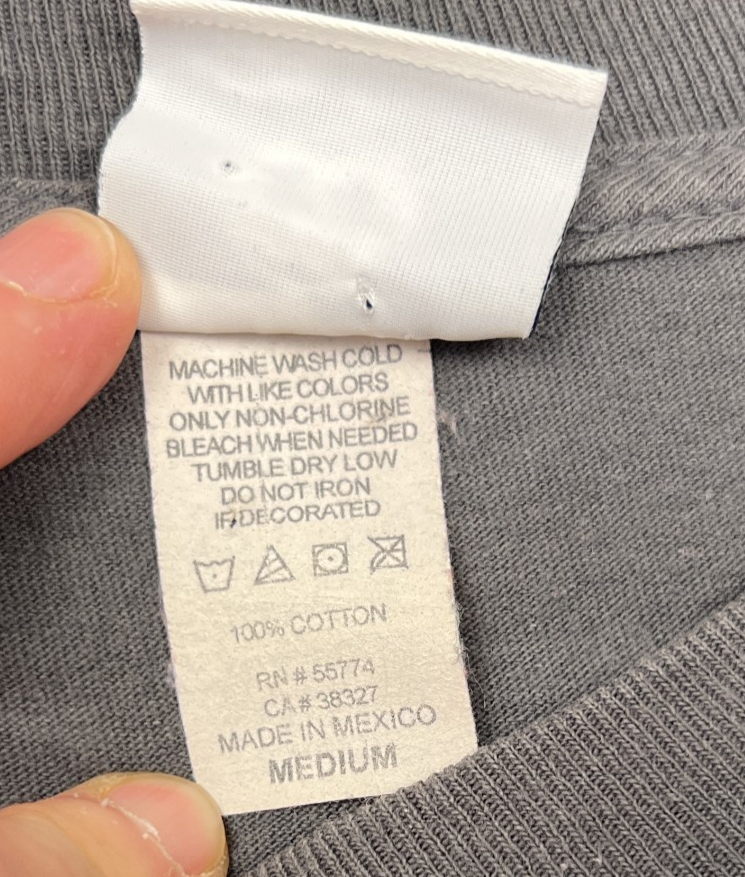 MACHINE WASH COLD
WITH LIKE COLORS
ONLY NON-CHLORINE
BLEACH WHEN NEEDED
TUMBLE DRY LOW
DO NOT IRON
IF DECORATED
100% COTTON
RN # 55774
CA# 38327
MADE IN MEXICO
MEDIUM